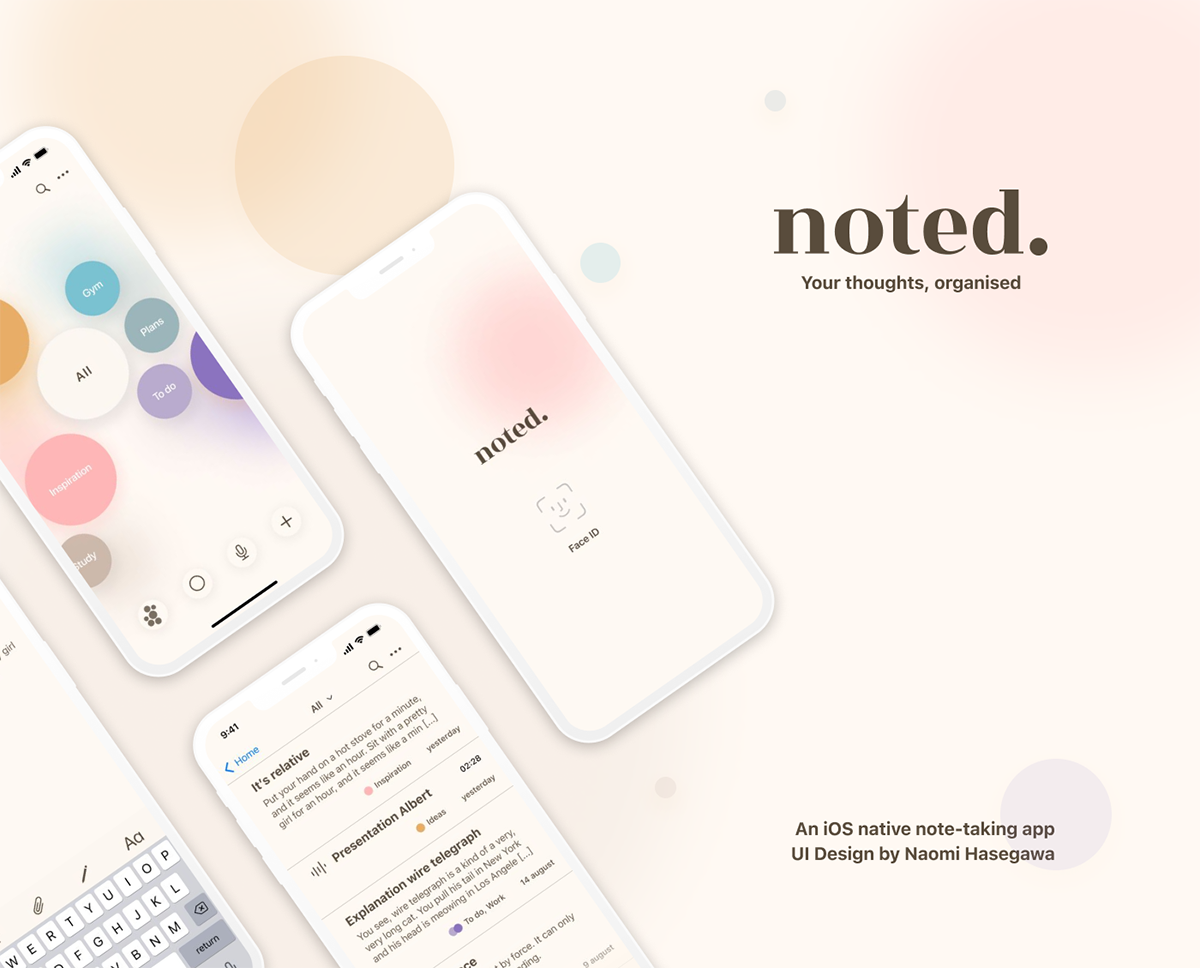 noted.
Your thoughts, organised
Gym
Plans
All
To do
Inspiration
Study
noted.
Face ID
girl
Aa
W E R T Y U I O P
F G H J K L
V B N M
return
9:41
Home
All
It's relative
Put your hand on a hot stove for a minute,
and it seems like an hour. Sit with a pretty
girl for an hour, and it seems like a min [...]
Inspiration
yesterday
Presentation Albert
02:28
Ideas
yesterday
Explanation wire telegraph
You see, wire telegraph is a kind of a very,
very long cat. You pull his tail in New York
and his head is meowing in Los Angele [...]
To do, Work
14 august
by force. It can only
9 august
An iOS native note-taking app
UI Design by Naomi Hasegawa